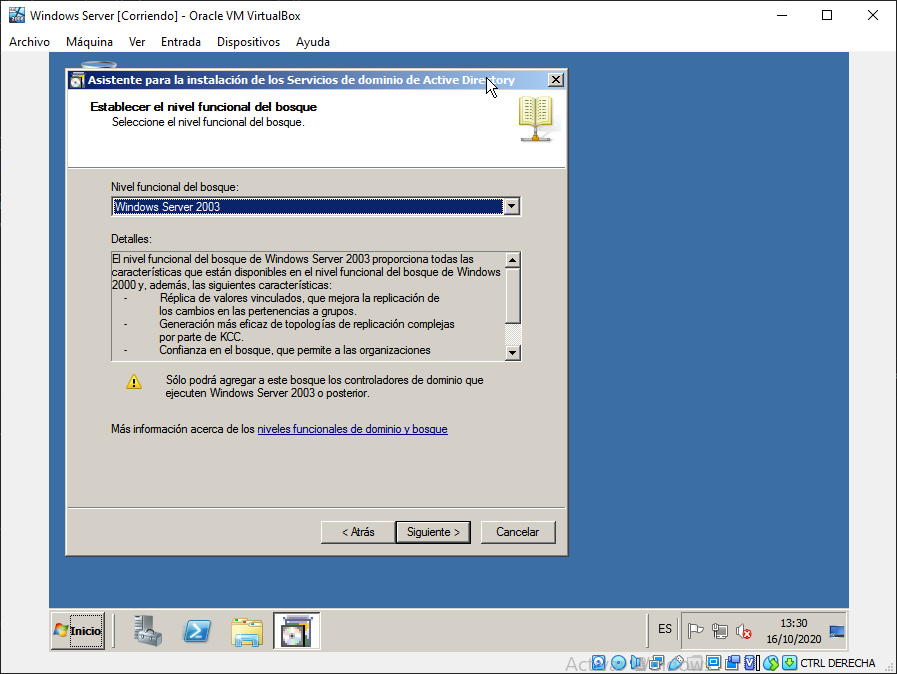 Windows Server [Corriendo] - Oracle VM VirtualBox
Archivo Máquina Ver Entrada Dispositivos Ayuda
Asistente para la instalación de los Servicios de dominio de Active Directory
Establecer el nivel funcional del bosque
Seleccione el nivel funcional del bosque.
Nivel funcional del bosque:
Windows Server 2003
Detalles:
El nivel funcional del bosque de Windows Server 2003 proporciona todas las
características que están disponibles en el nivel funcional del bosque de Windows
2000 y, además, las siguientes características:
- Réplica de valores vinculados, que mejora la replicación de
los cambios en las pertenencias a grupos.
- Generación más eficaz de topologías de replicación complejas
por parte de KCC.
- Confianza en el bosque, que permite a las organizaciones
Sólo podrá agregar a este bosque los controladores de dominio que
ejecuten Windows Server 2003 o posterior.
Más información acerca de los niveles funcionales de dominio y bosque
< Atrás Siguiente > Cancelar
Inicio
ES
13:30
16/10/2020
CTRL DERECHA